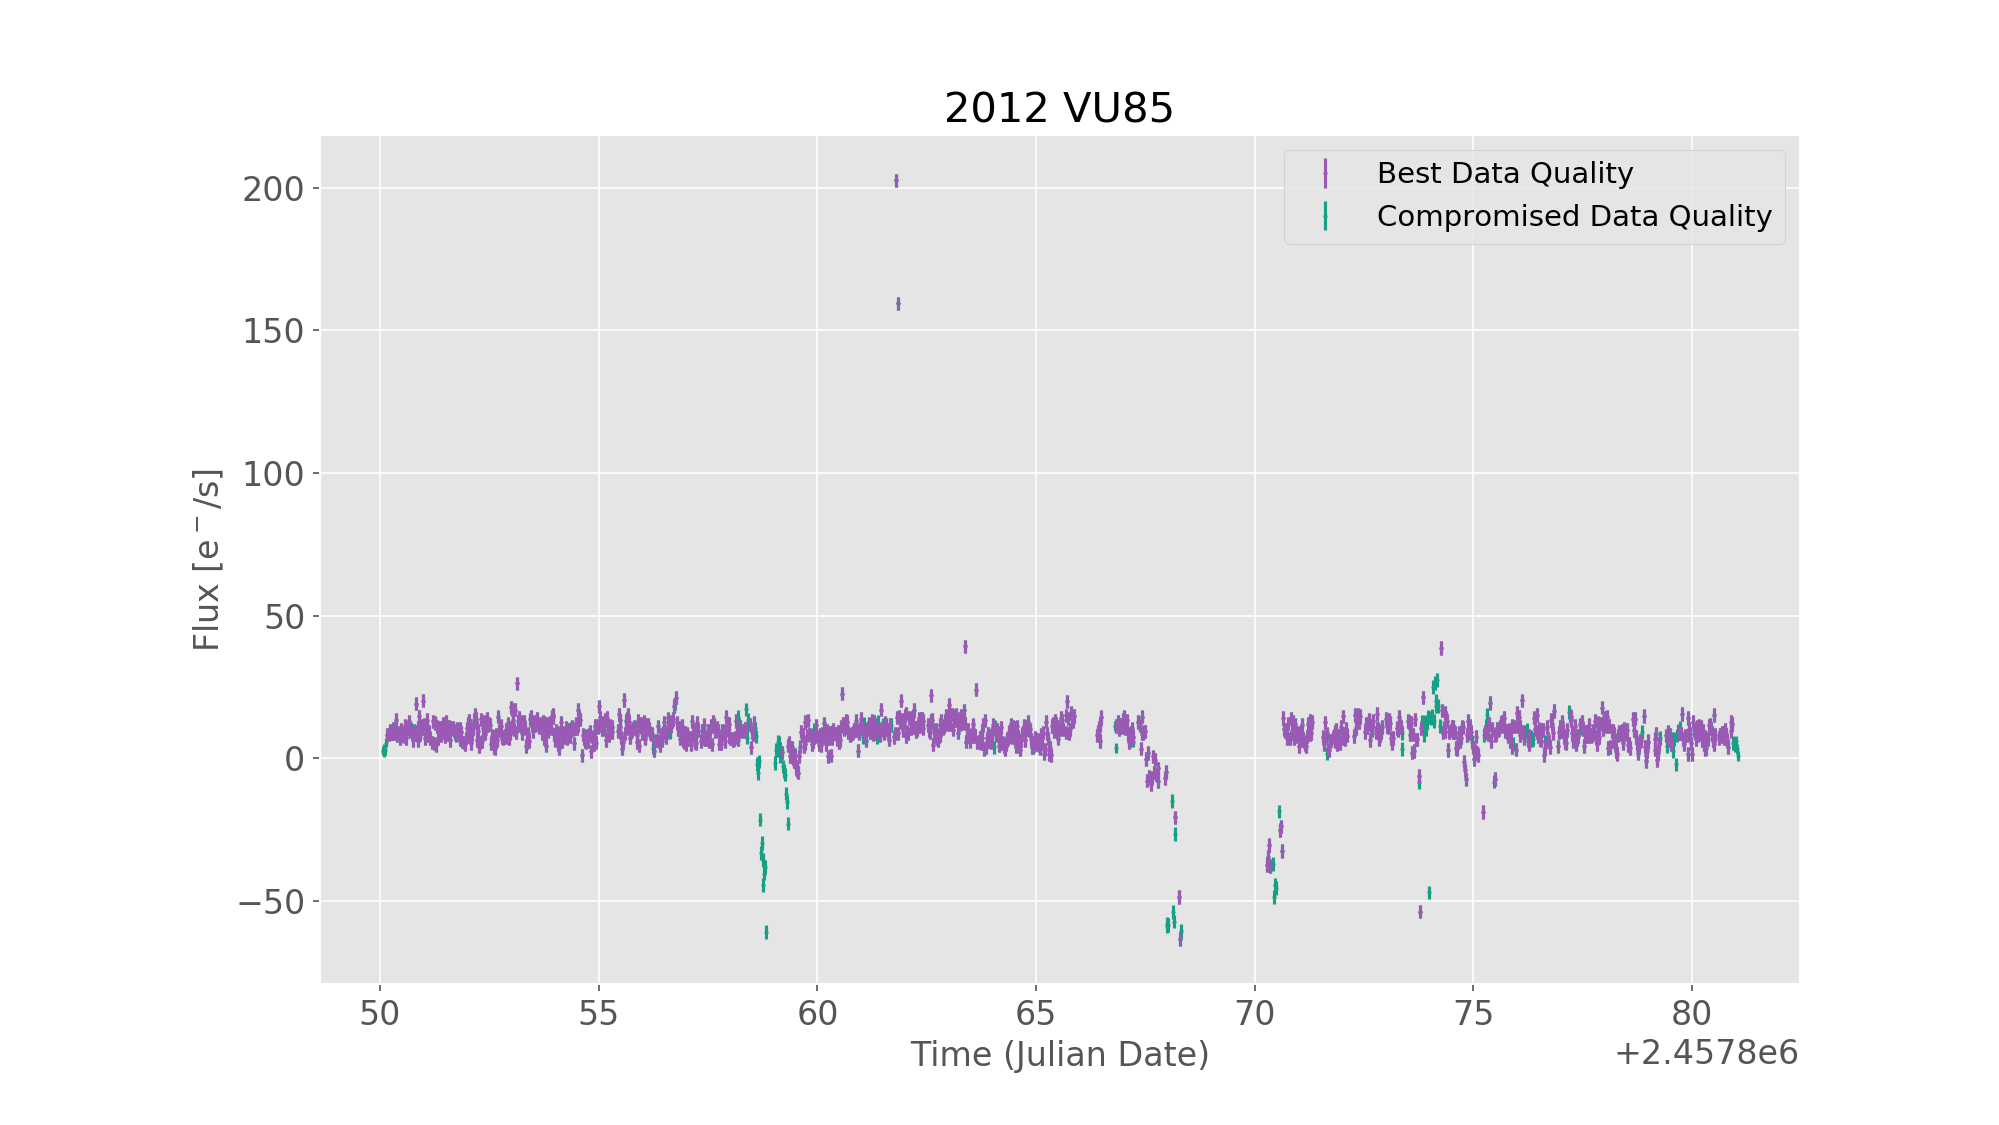 2012 VU85
Best Data Quality
Compromised Data Quality
200
150
100
50
0
−50
Flux [e⁻/s]
50 55 60 65 70 75 80
Time (Julian Date)
+2.4578e6